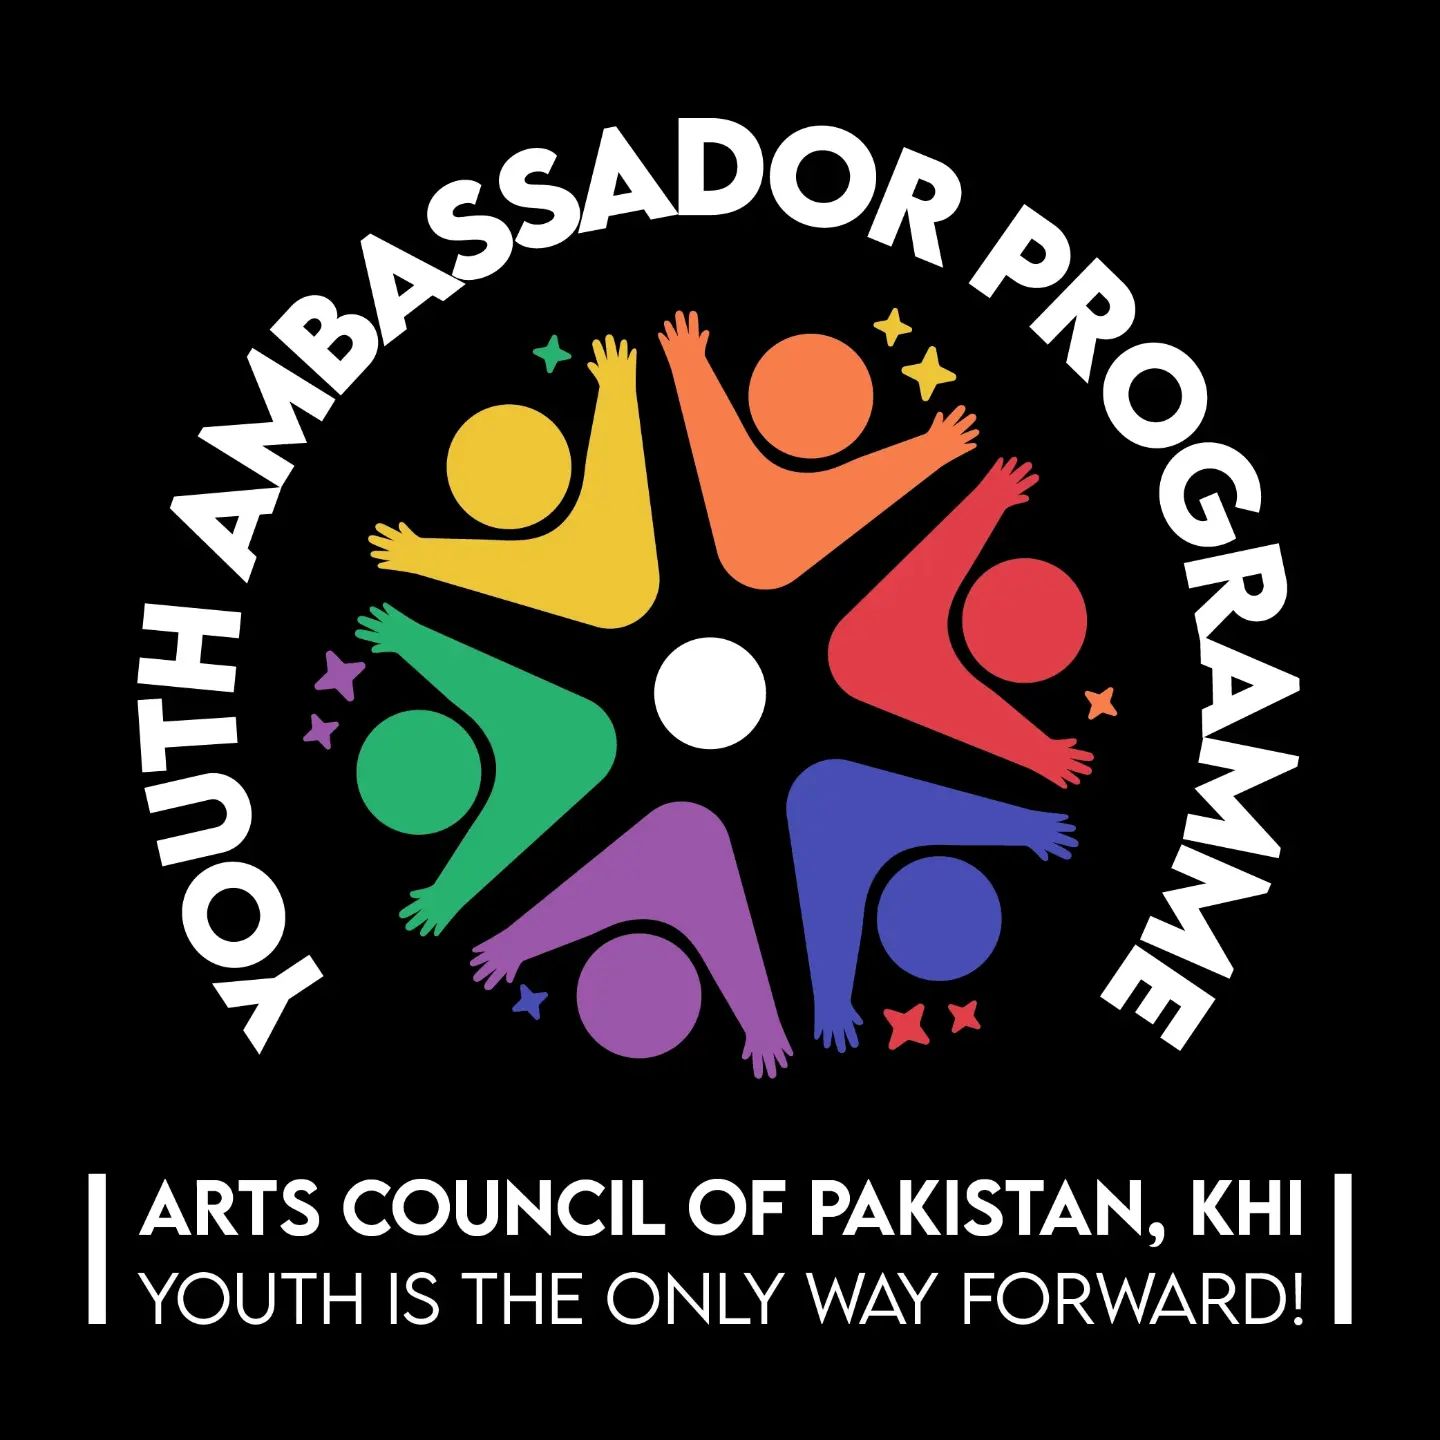 YOUTH AMBASSADOR PROGRAMME
ARTS COUNCIL OF PAKISTAN, KHI
YOUTH IS THE ONLY WAY FORWARD!